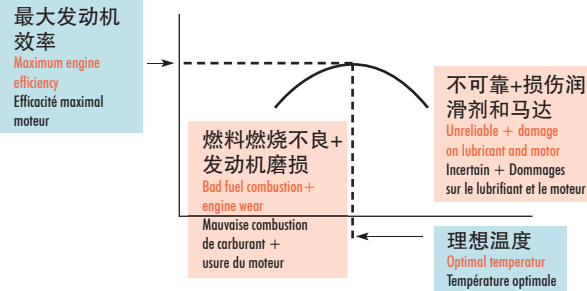 最大发动机
效率
Maximum engine
efficiency
Efficacité maximal
moteur
不可靠+损伤润
滑剂和马达
Unreliable + damage
on lubricant and motor
Incertain + Dommages
sur le lubrifiant et le moteur
燃料燃烧不良+
发动机磨损
Bad fuel combustion+
engine wear
Mauvaise combustion
de carburant +
usure du moteur
理想温度
Optimal temperatur
Température optimale